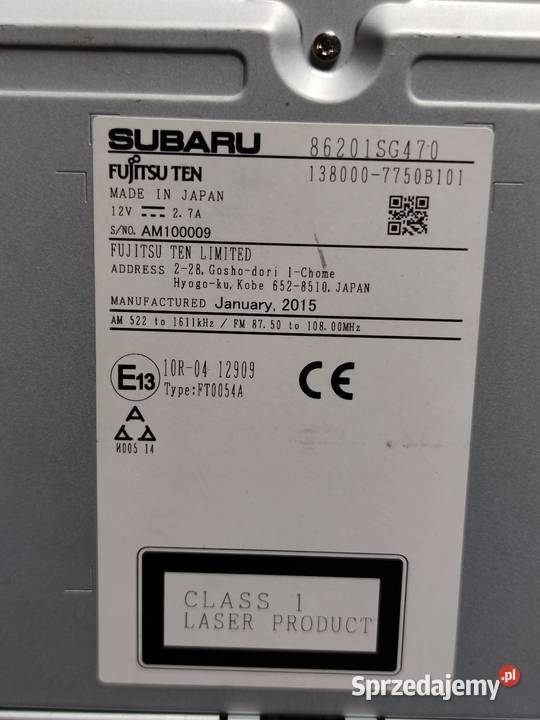 SUBARU 86201SG470
FUJITSU TEN 138000-7750B101
MADE IN JAPAN
12V 2.7A
S/NO. AM100009
FUJITSU TEN LIMITED
ADDRESS 2-28, Gosho-dori 1-Chome
Hyogo-ku, Kobe 652-8510, JAPAN
MANUFACTURED January, 2015
AM 522 to 1611kHz / FM 87.50 to 108.00MHz
E13 10R-04 12909
Type:FT0054A
CE
A
И005 14
CLASS 1
LASER PRODUCT
Sprzedajemy.pl